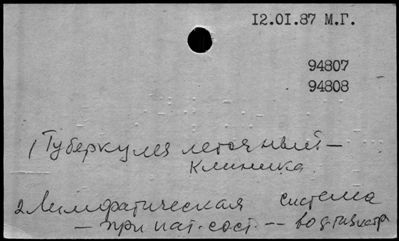 12.01.87 М.Г.
94807
94808
1) Туберкулез легочный –
клиника.
2 Лимфатическая система
– при пат. сост. --